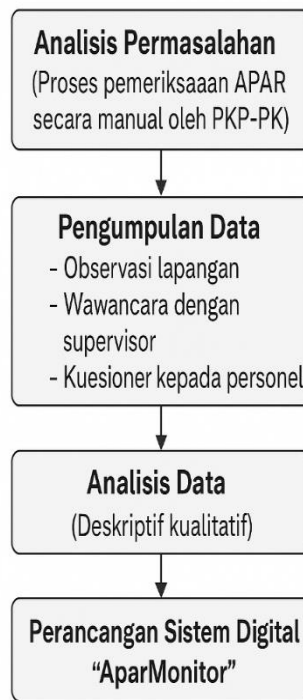 Analisis Permasalahan
(Proses pemeriksaaan APAR
secara manual oleh PKP-PK)
Pengumpulan Data
- Observasi lapangan
- Wawancara dengan
supervisor
- Kuesioner kepada personel
Analisis Data
(Deskriptif kualitatif)
Perancangan Sistem Digital
“AparMonitor”